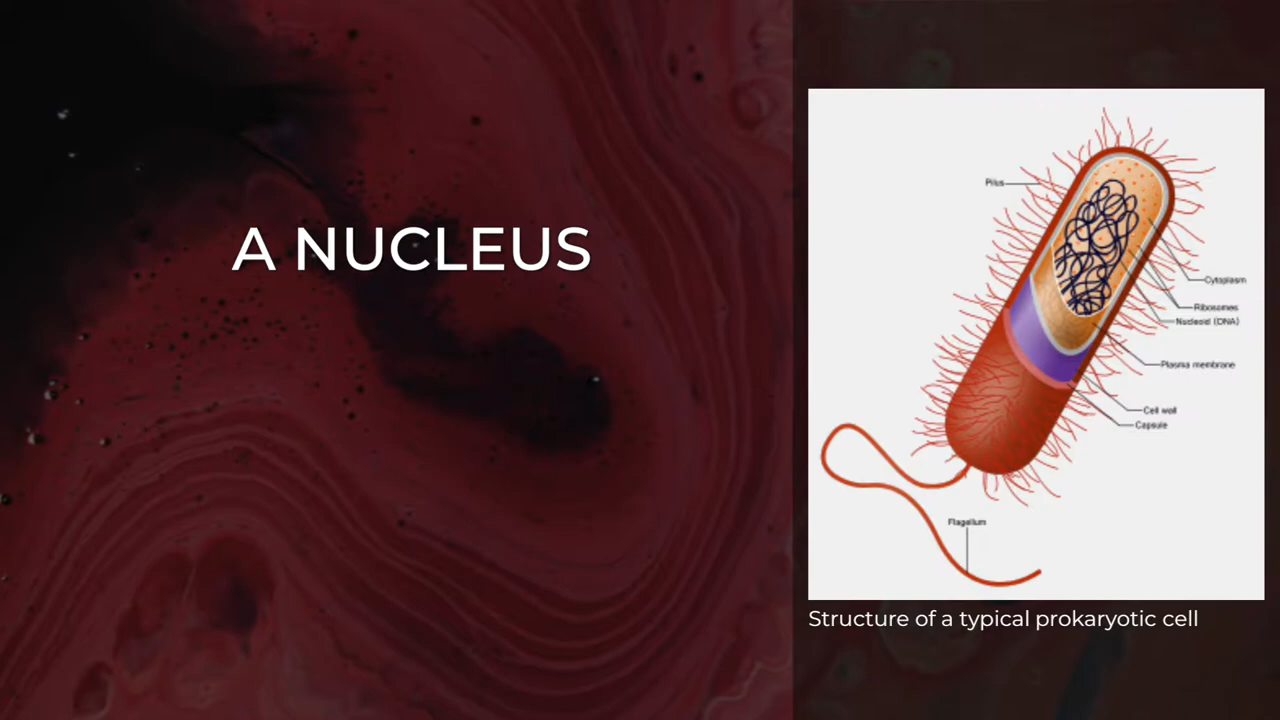 A NUCLEUS
Pilus
Cytoplasm
Ribosomes
Nucleoid (DNA)
Plasma membrane
Cell wall
Capsule
Flagellum
Structure of a typical prokaryotic cell